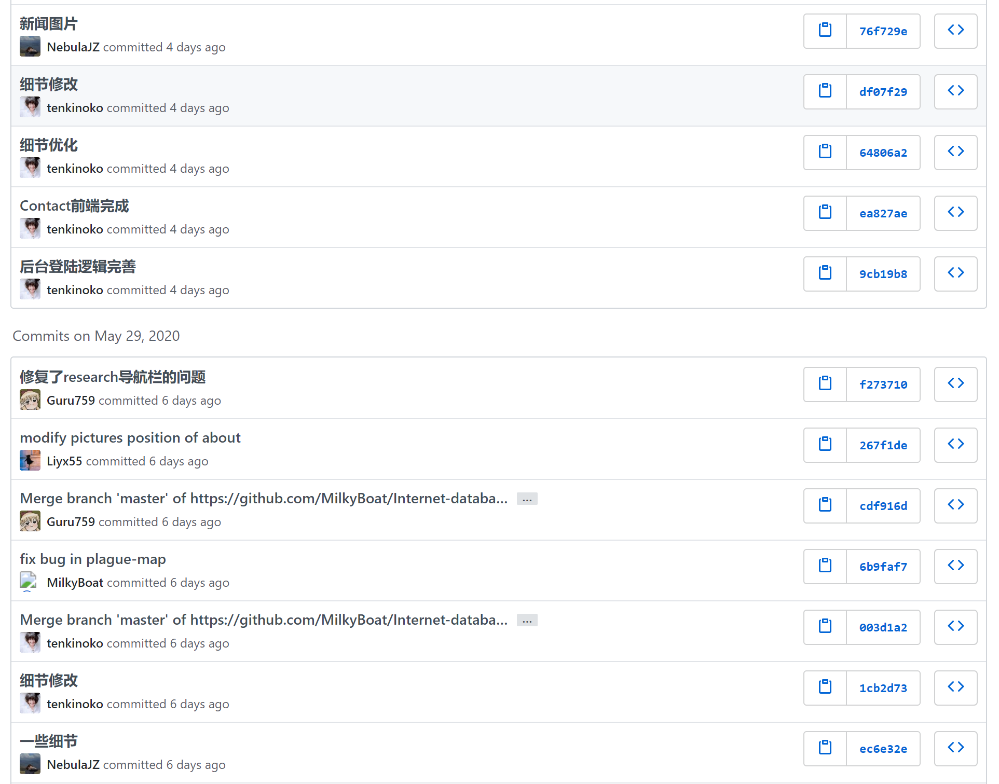 新闻图片
NebulaJZ committed 4 days ago
76f729e
细节修改
tenkinoko committed 4 days ago
df07f29
细节优化
tenkinoko committed 4 days ago
64806a2
Contact前端完成
tenkinoko committed 4 days ago
ea827ae
后台登陆逻辑完善
tenkinoko committed 4 days ago
9cb19b8
Commits on May 29, 2020
修复了research导航栏的问题
Guru759 committed 6 days ago
f273710
modify pictures position of about
Liyx55 committed 6 days ago
267f1de
Merge branch 'master' of https://github.com/MilkyBoat/Internet-databa... ...
Guru759 committed 6 days ago
cdf916d
fix bug in plague-map
MilkyBoat committed 6 days ago
6b9faf7
Merge branch 'master' of https://github.com/MilkyBoat/Internet-databa... ...
tenkinoko committed 6 days ago
003d1a2
细节修改
tenkinoko committed 6 days ago
1cb2d73
一些细节
NebulaJZ committed 6 days ago
ec6e32e